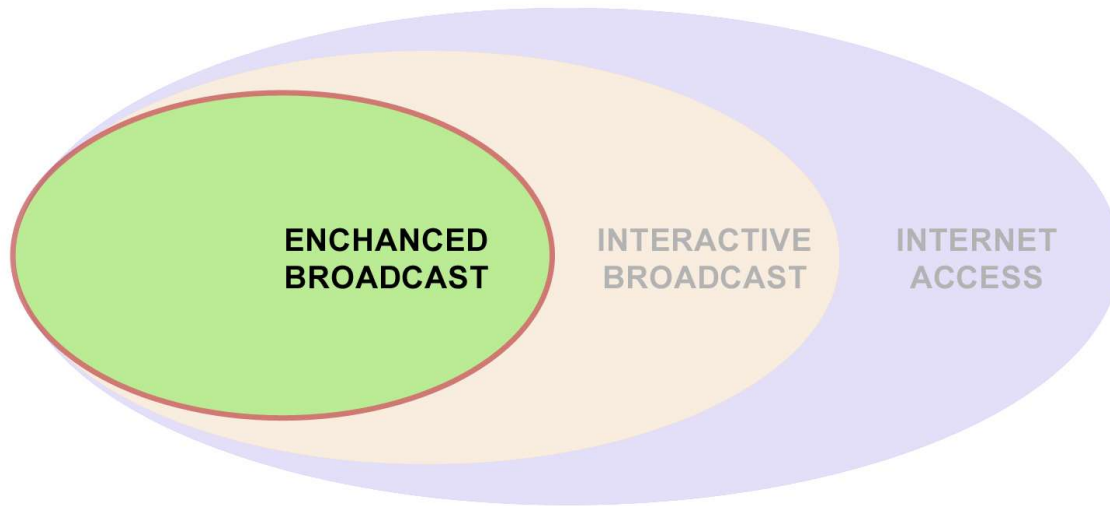 ENCHANCED
BROADCAST
INTERACTIVE
BROADCAST
INTERNET
ACCESS